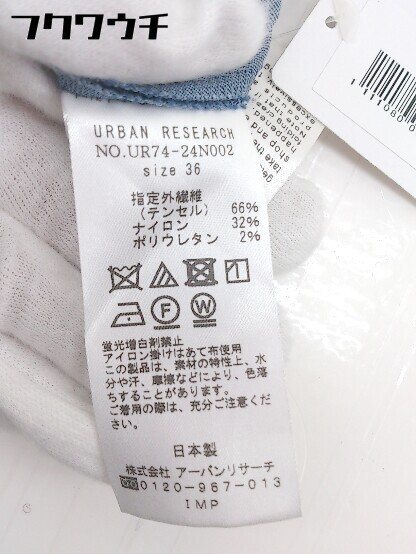 フクワウチ
URBAN RESEARCH
NO.UR74-24N002
size 36
指定外繊維
（テンセル） 66%
ナイロン 32%
ポリウレタン 2%
蛍光増白剤禁止
アイロン掛けはあて布使用
この製品は、素材の特性上、水
分や汗、摩擦などにより、色落
ちすることがあります。
ご着用の際は、充分ご注意くだ
さい。
日本製
株式会社 アーバンリサーチ
0120-967-013
IMP